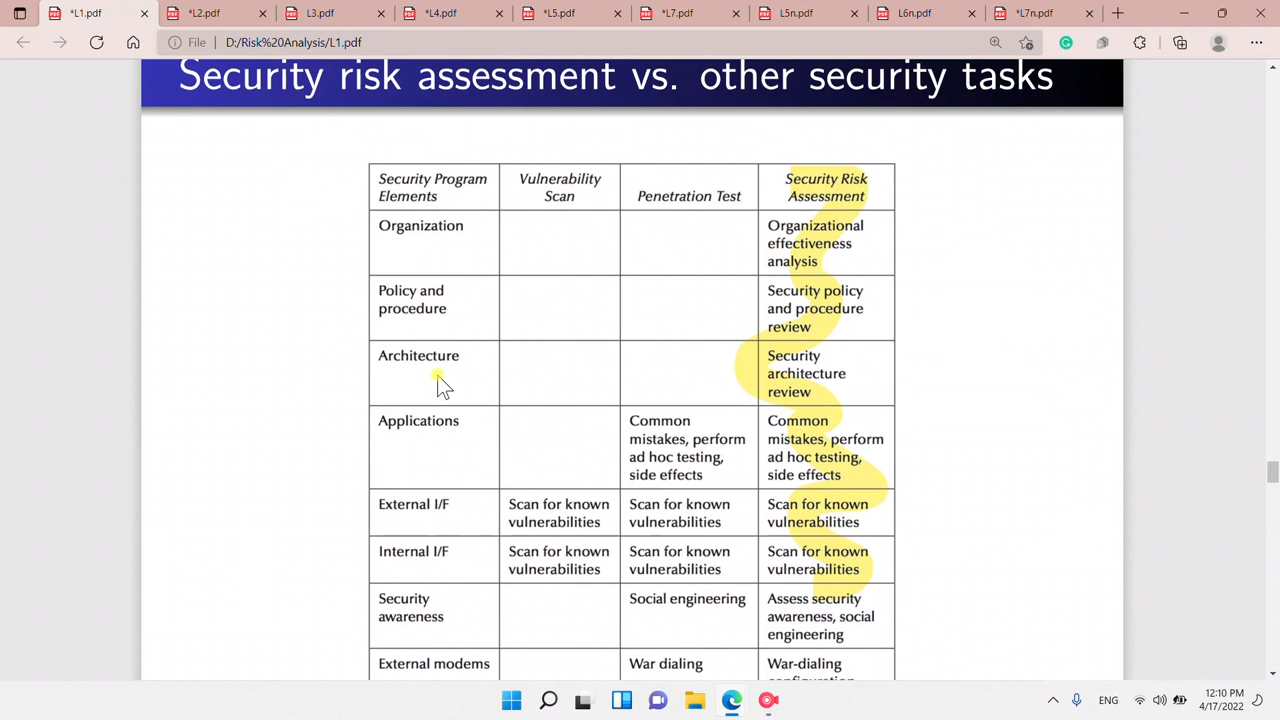 *L1.pdf
*L2.pdf
L3.pdf
*L4.pdf
*L5.pdf
*L7.pdf
L5n.pdf
L6n.pdf
*L7n.pdf
File
D:/Risk%20Analysis/L1.pdf
Security risk assessment vs. other security tasks
Security Program
Elements
Vulnerability
Scan
Penetration Test
Security Risk
Assessment
Organization
Organizational
effectiveness
analysis
Policy and
procedure
Security policy
and procedure
review
Architecture
Security
architecture
review
Applications
Common
mistakes, perform
ad hoc testing,
side effects
Common
mistakes, perform
ad hoc testing,
side effects
External I/F
Scan for known
vulnerabilities
Scan for known
vulnerabilities
Scan for known
vulnerabilities
Internal I/F
Scan for known
vulnerabilities
Scan for known
vulnerabilities
Scan for known
vulnerabilities
Security
awareness
Social engineering
Assess security
awareness, social
engineering
External modems
War dialing
War-dialing
ENG
12:10 PM
4/17/2022